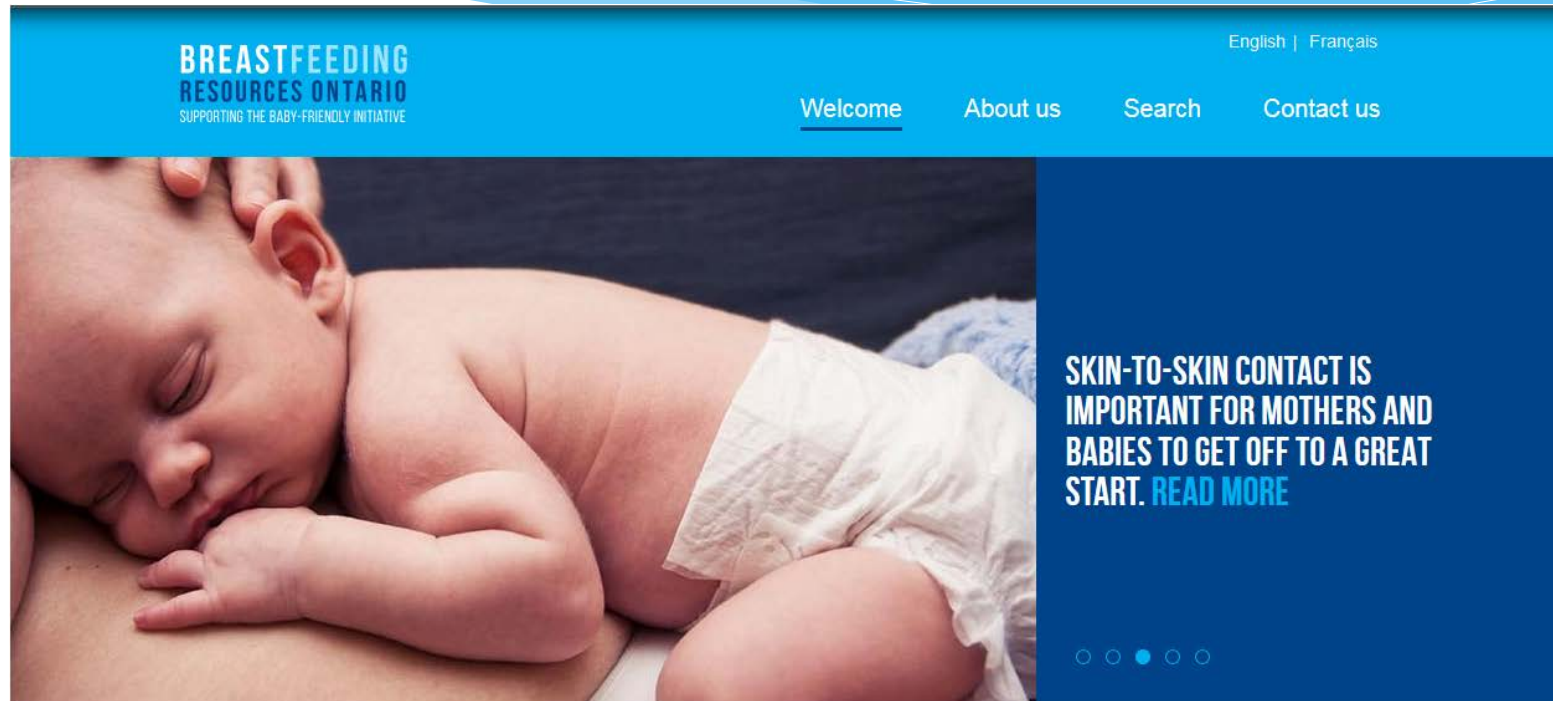 English | Français
BREASTFEEDING
RESOURCES ONTARIO
SUPPORTING THE BABY-FRIENDLY INITIATIVE
Welcome About us Search Contact us
SKIN-TO-SKIN CONTACT IS
IMPORTANT FOR MOTHERS AND
BABIES TO GET OFF TO A GREAT
START. READ MORE